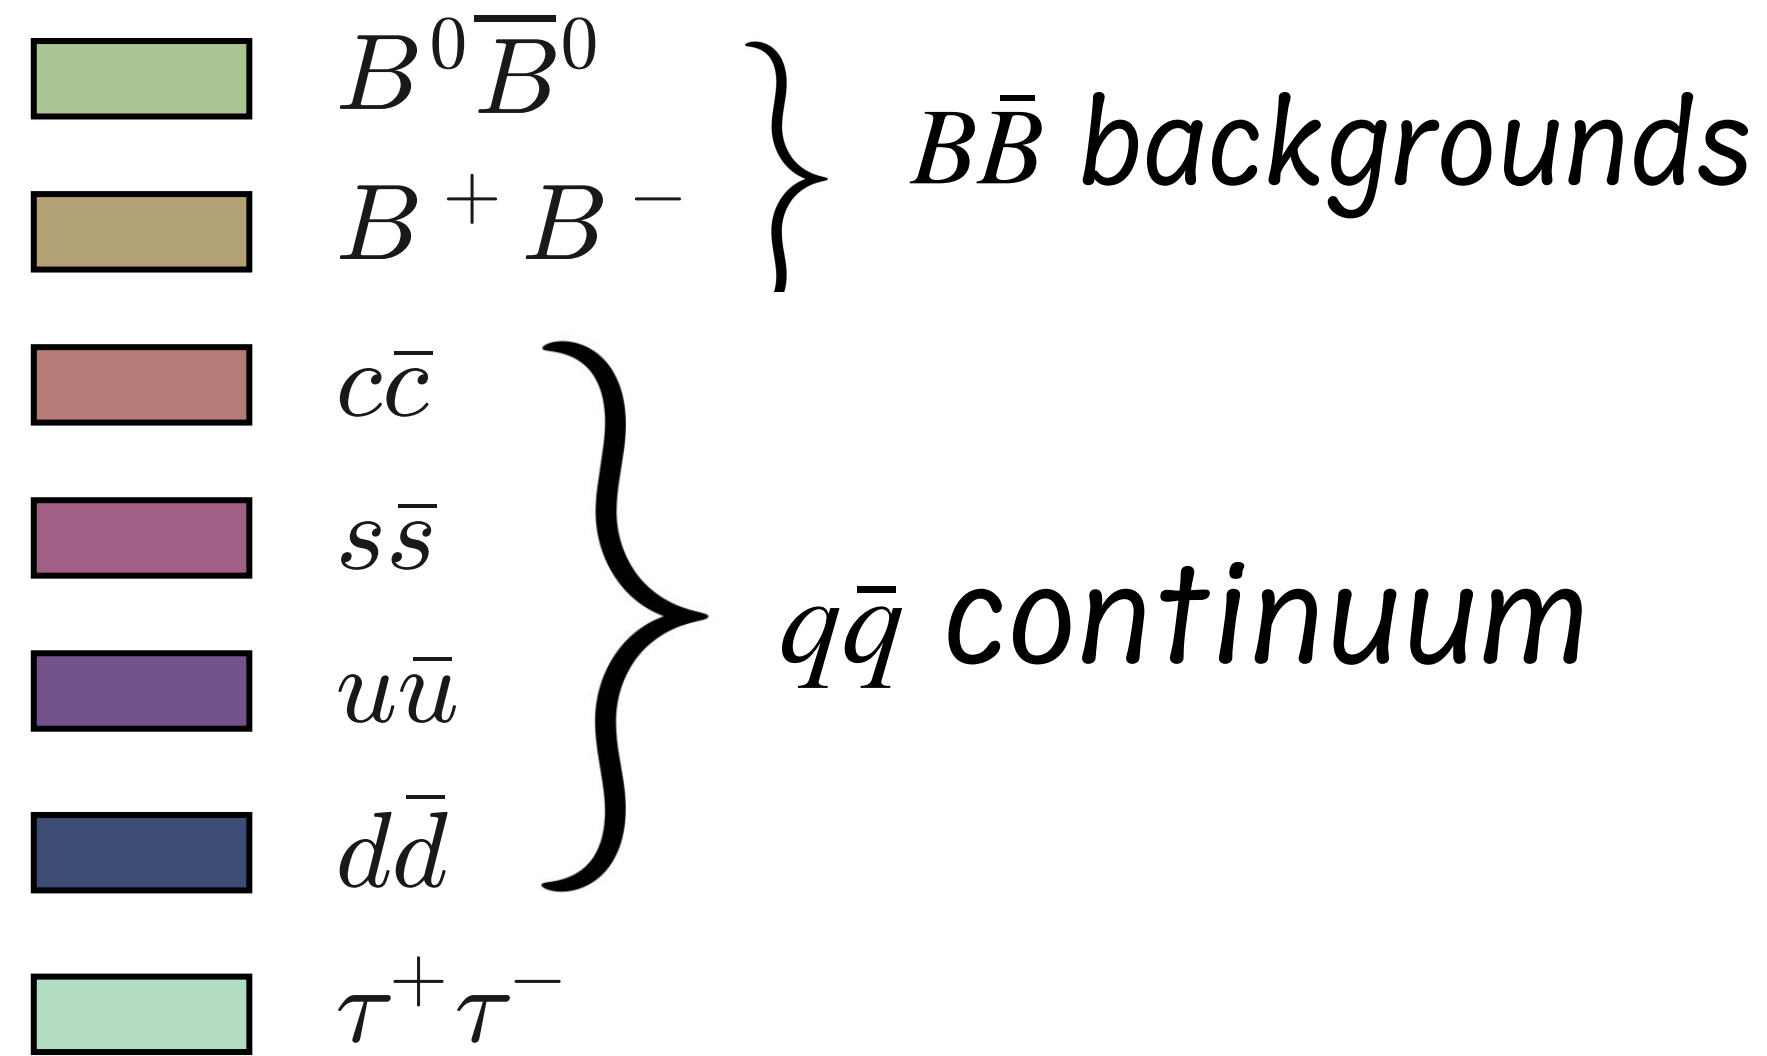 B⁰B̅⁰
BB̄ backgrounds
B⁺B⁻
cc̄
ss̄
qq̄ continuum
uū
dd̄
τ⁺τ⁻